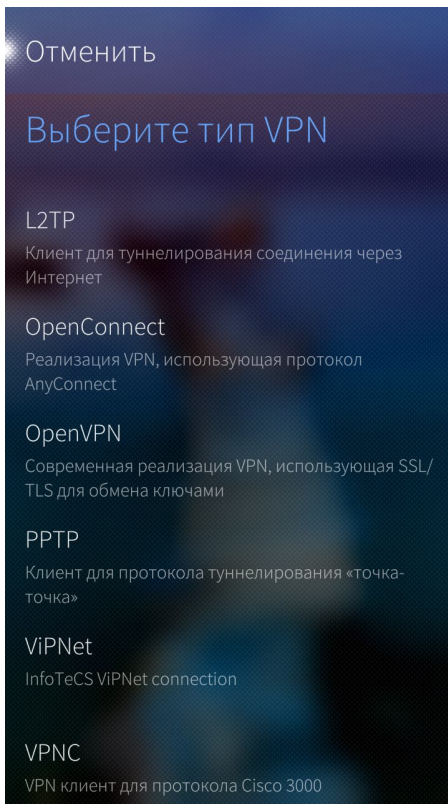 Отменить
Выберите тип VPN
L2TP
Клиент для туннелирования соединения через
Интернет
OpenConnect
Реализация VPN, использующая протокол
AnyConnect
OpenVPN
Современная реализация VPN, использующая SSL/
TLS для обмена ключами
PPTP
Клиент для протокола туннелирования «точка-
точка»
ViPNet
InfoTeCS ViPNet connection
VPNC
VPN клиент для протокола Cisco 3000